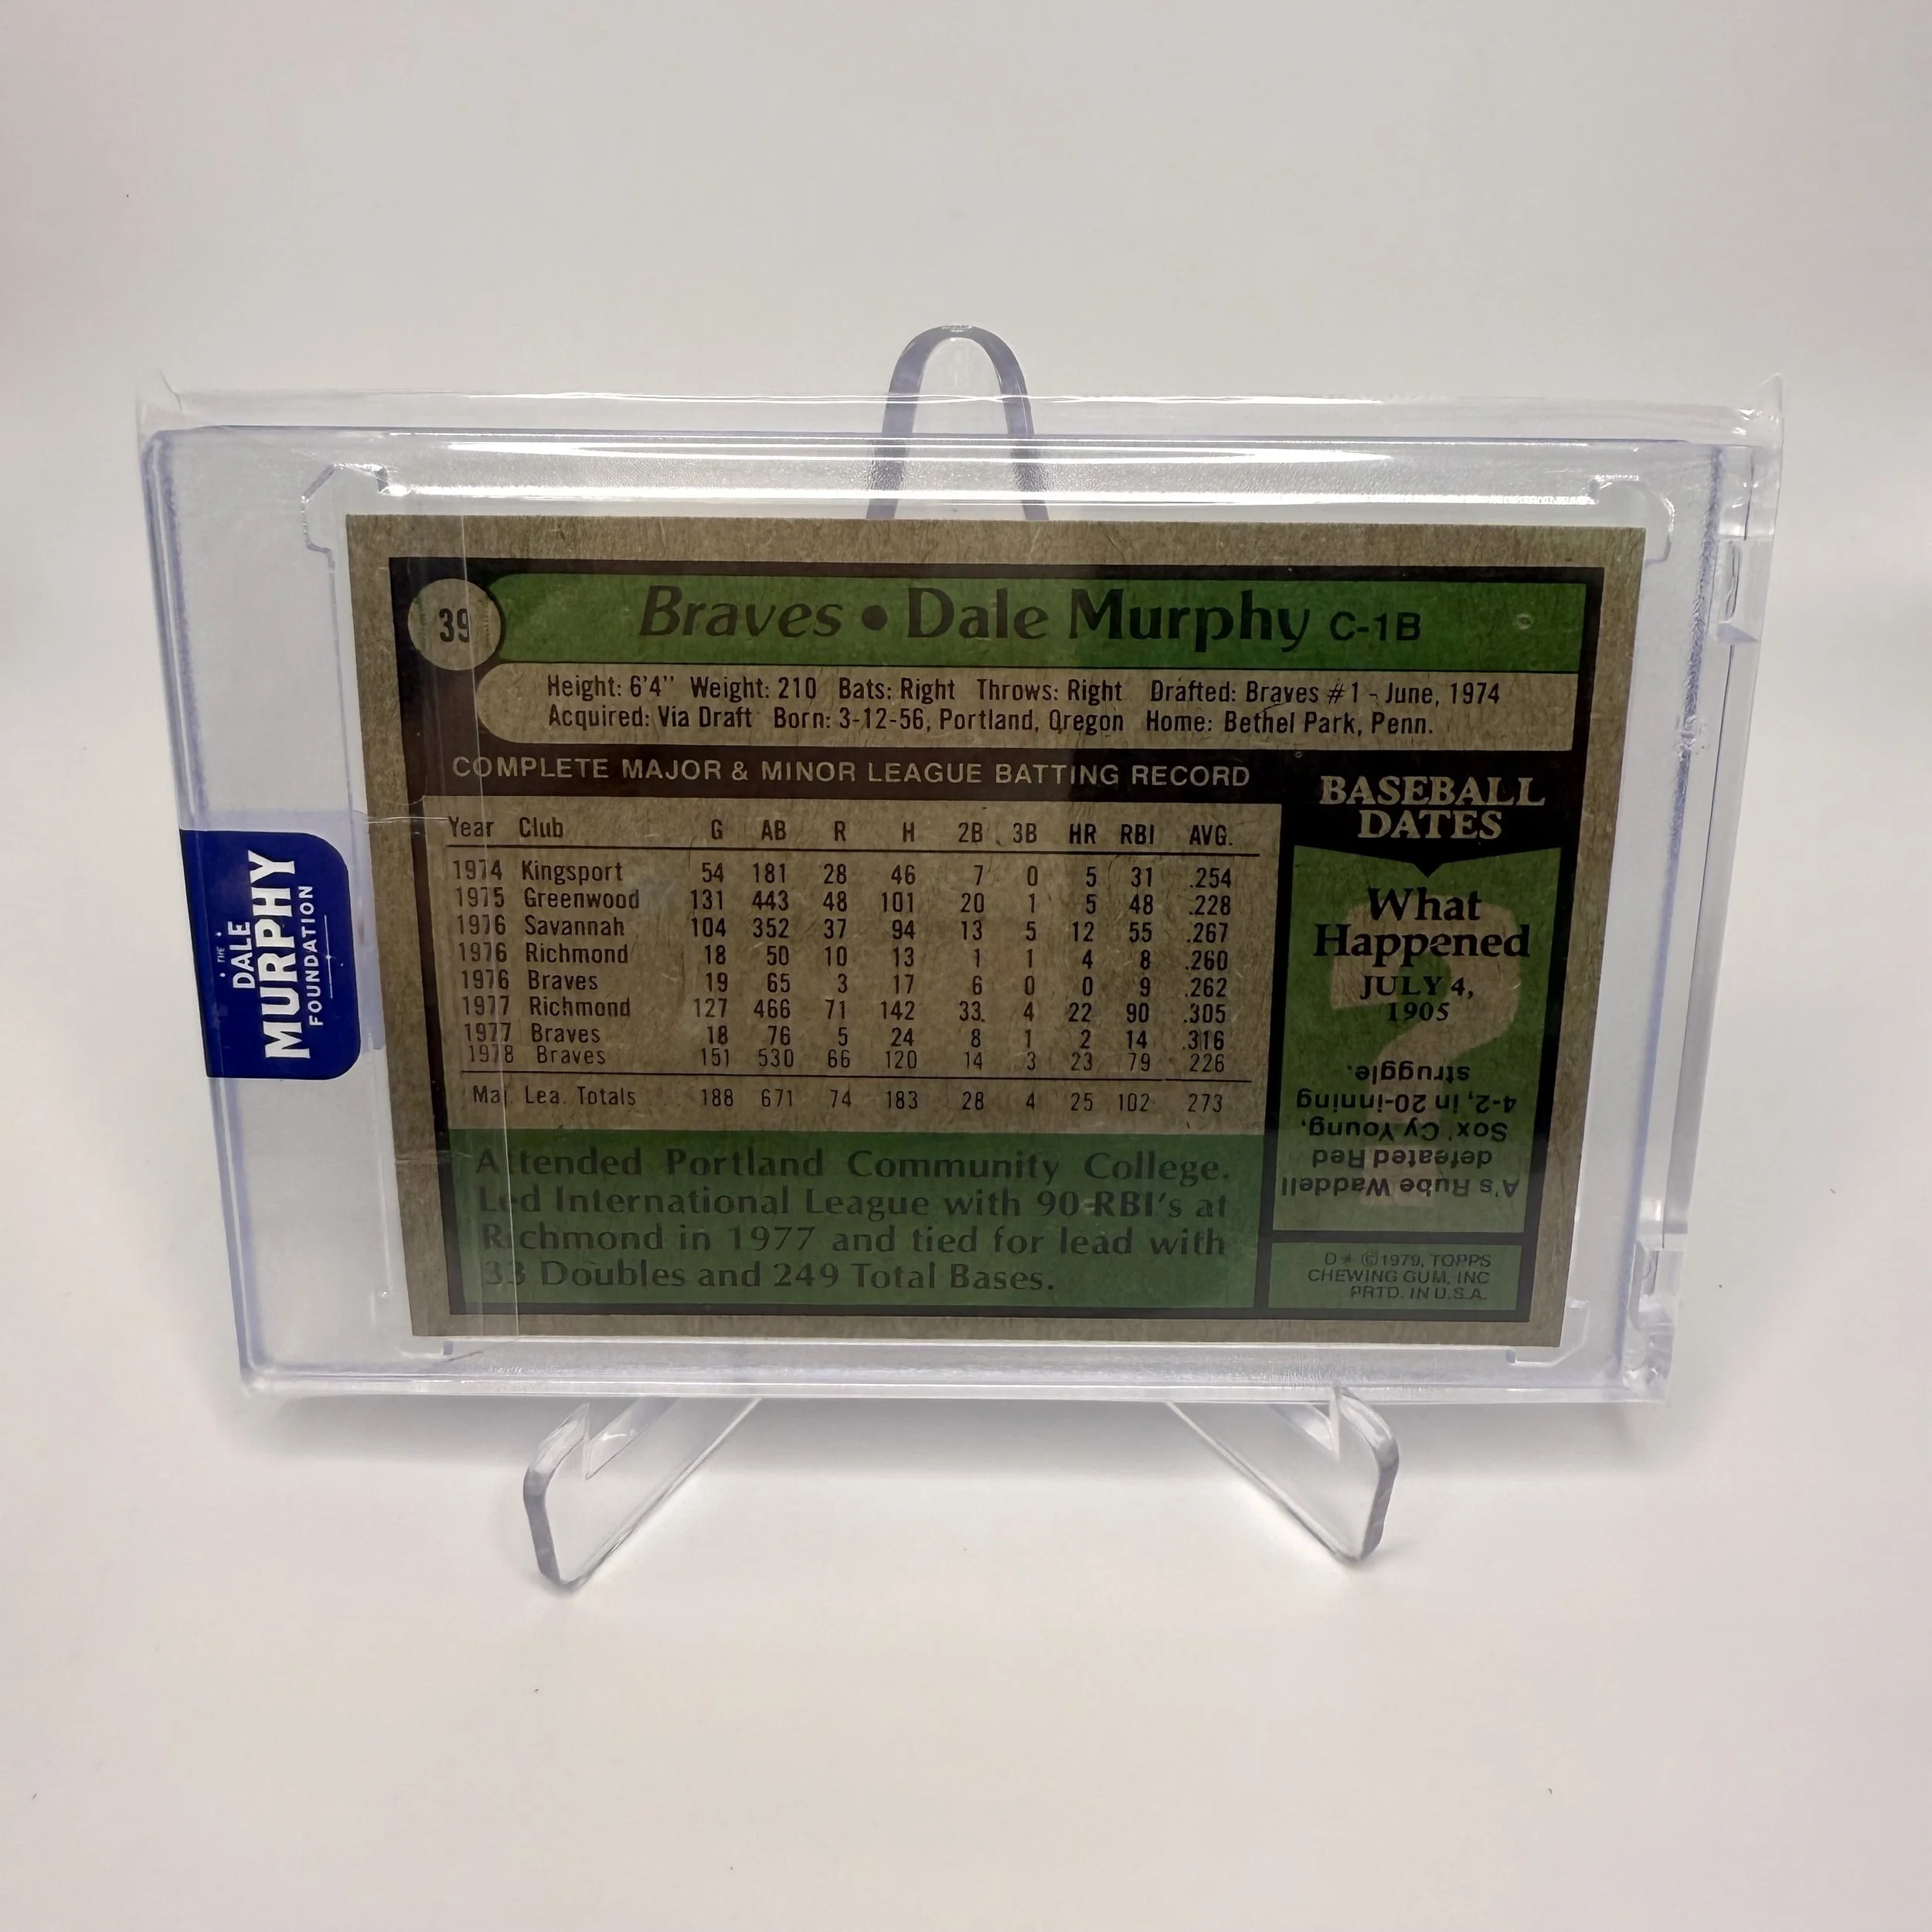 39
Braves • Dale Murphy C-1B
Height: 6'4" Weight: 210 Bats: Right Throws: Right Drafted: Braves #1 - June, 1974
Acquired: Via Draft Born: 3-12-56, Portland, Oregon Home: Bethel Park, Penn.
COMPLETE MAJOR & MINOR LEAGUE BATTING RECORD
Year Club G AB R H 2B 3B HR RBI AVG.
1974 Kingsport 54 181 28 46 7 0 5 31 .254
1975 Greenwood 131 443 48 101 20 1 5 48 .228
1976 Savannah 104 352 37 94 13 5 12 55 .267
1976 Richmond 18 50 10 13 1 1 4 8 .260
1976 Braves 19 65 3 17 6 0 0 9 .262
1977 Richmond 127 466 71 142 33 4 22 90 .305
1977 Braves 18 76 5 24 8 1 2 14 .316
1978 Braves 151 530 66 120 14 3 23 79 226
Maj Lea. Totals 188 671 74 183 28 4 25 102 273
Attended Portland Community College.
Led International League with 90 RBI's at
Richmond in 1977 and tied for lead with
33 Doubles and 249 Total Bases.
BASEBALL
DATES
What
Happened
JULY 4,
1905
?
A's Rube Waddell
defeated Red
Sox' Cy Young,
4-2, in 20-inning
struggle.
D* ©1979, TOPPS
CHEWING GUM, INC
PRTD. IN U.S.A.
THE
DALE
MURPHY
FOUNDATION